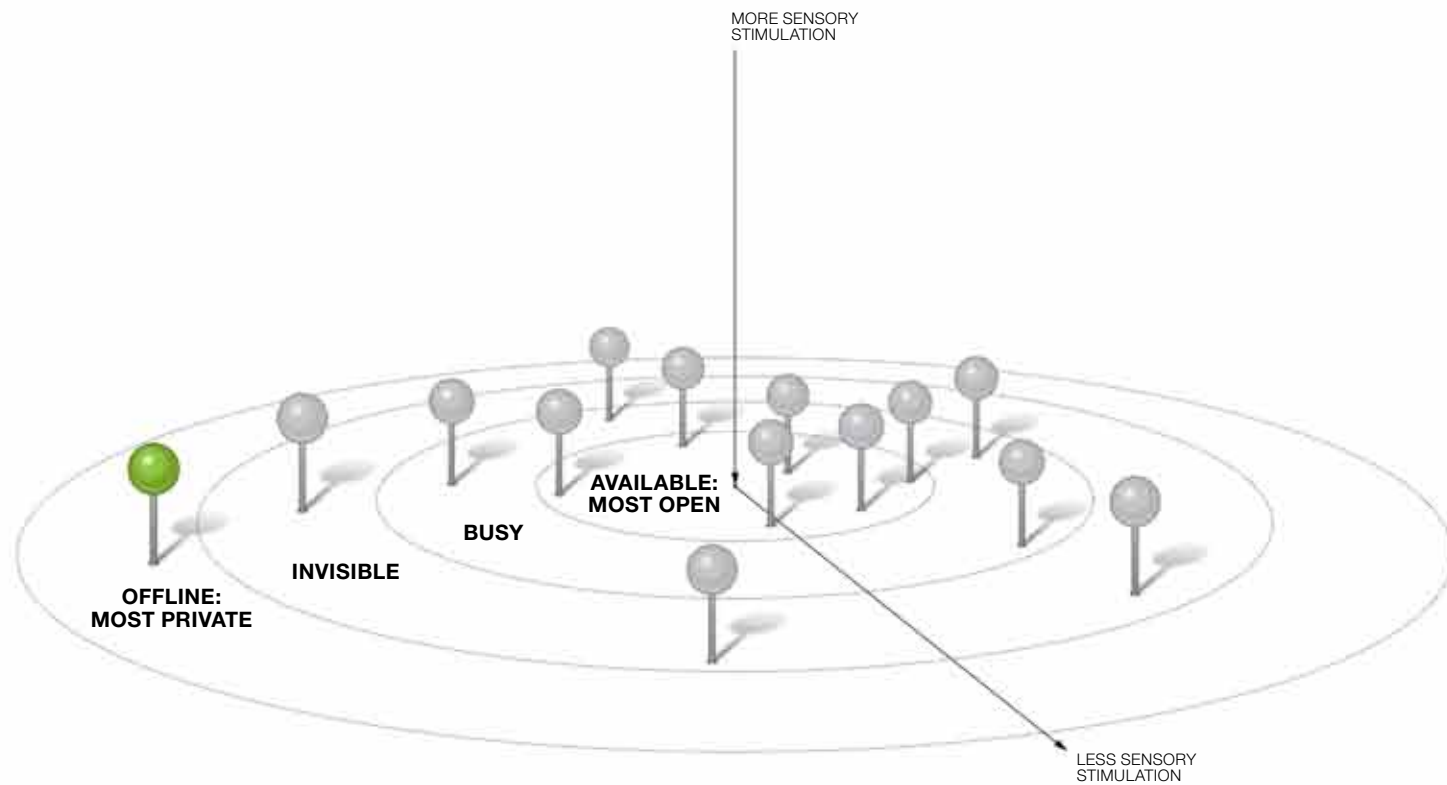 MORE SENSORY
STIMULATION
AVAILABLE:
MOST OPEN
BUSY
INVISIBLE
OFFLINE:
MOST PRIVATE
LESS SENSORY
STIMULATION